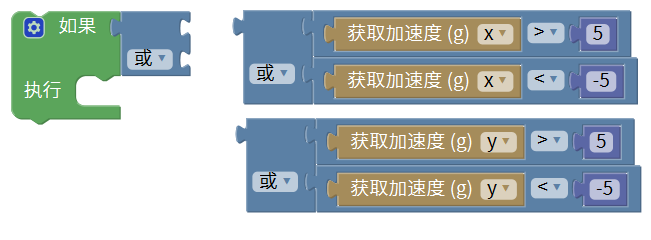 如果
或
执行
获取加速度 (g) x > 5
或
获取加速度 (g) x < -5
获取加速度 (g) y > 5
或
获取加速度 (g) y < -5